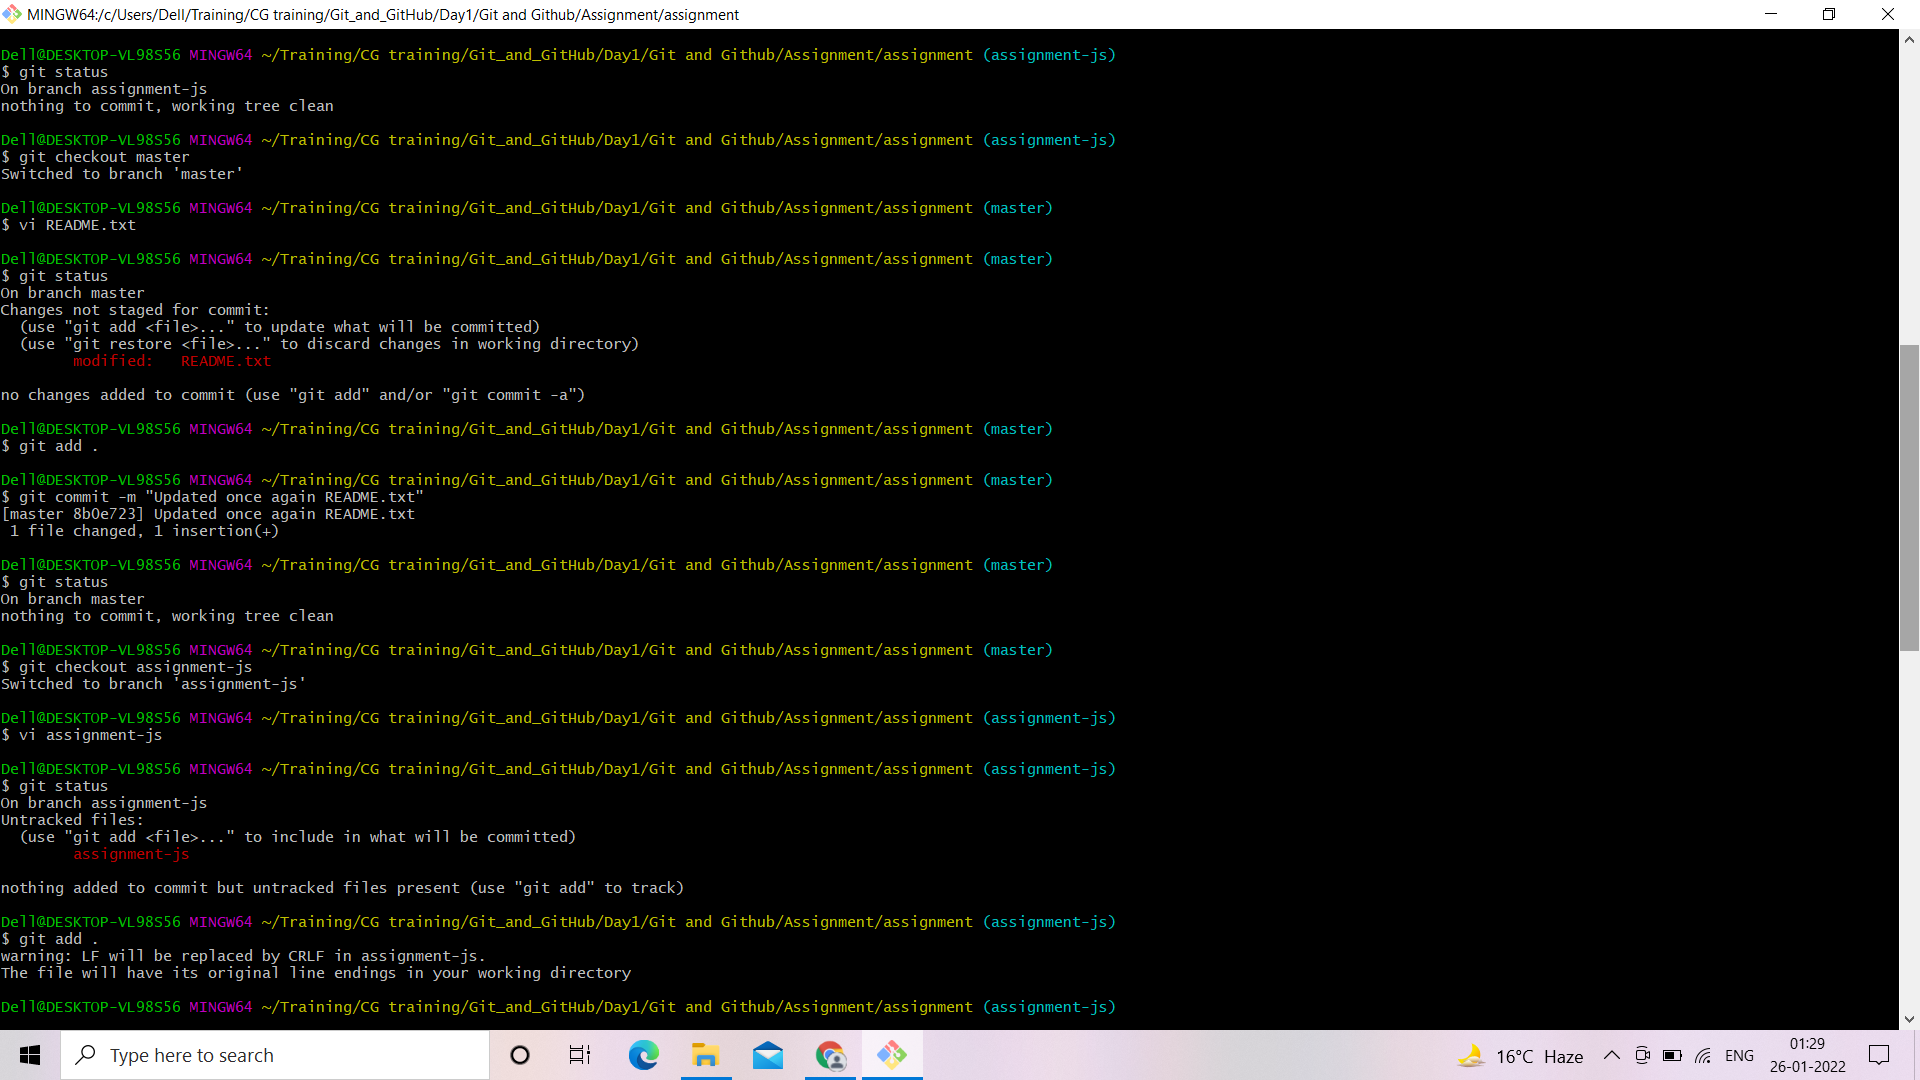 MINGW64:/c/Users/Dell/Training/CG training/Git_and_GitHub/Day1/Git and Github/Assignment/assignment
Dell@DESKTOP-VL98S56 MINGW64 ~/Training/CG training/Git_and_GitHub/Day1/Git and Github/Assignment/assignment (assignment-js)
$ git status
On branch assignment-js
nothing to commit, working tree clean
Dell@DESKTOP-VL98S56 MINGW64 ~/Training/CG training/Git_and_GitHub/Day1/Git and Github/Assignment/assignment (assignment-js)
$ git checkout master
Switched to branch 'master'
Dell@DESKTOP-VL98S56 MINGW64 ~/Training/CG training/Git_and_GitHub/Day1/Git and Github/Assignment/assignment (master)
$ vi README.txt
Dell@DESKTOP-VL98S56 MINGW64 ~/Training/CG training/Git_and_GitHub/Day1/Git and Github/Assignment/assignment (master)
$ git status
On branch master
Changes not staged for commit:
  (use "git add <file>..." to update what will be committed)
  (use "git restore <file>..." to discard changes in working directory)
        modified:   README.txt
no changes added to commit (use "git add" and/or "git commit -a")
Dell@DESKTOP-VL98S56 MINGW64 ~/Training/CG training/Git_and_GitHub/Day1/Git and Github/Assignment/assignment (master)
$ git add .
Dell@DESKTOP-VL98S56 MINGW64 ~/Training/CG training/Git_and_GitHub/Day1/Git and Github/Assignment/assignment (master)
$ git commit -m "Updated once again README.txt"
[master 8b0e723] Updated once again README.txt
 1 file changed, 1 insertion(+)
Dell@DESKTOP-VL98S56 MINGW64 ~/Training/CG training/Git_and_GitHub/Day1/Git and Github/Assignment/assignment (master)
$ git status
On branch master
nothing to commit, working tree clean
Dell@DESKTOP-VL98S56 MINGW64 ~/Training/CG training/Git_and_GitHub/Day1/Git and Github/Assignment/assignment (master)
$ git checkout assignment-js
Switched to branch 'assignment-js'
Dell@DESKTOP-VL98S56 MINGW64 ~/Training/CG training/Git_and_GitHub/Day1/Git and Github/Assignment/assignment (assignment-js)
$ vi assignment-js
Dell@DESKTOP-VL98S56 MINGW64 ~/Training/CG training/Git_and_GitHub/Day1/Git and Github/Assignment/assignment (assignment-js)
$ git status
On branch assignment-js
Untracked files:
  (use "git add <file>..." to include in what will be committed)
        assignment-js
nothing added to commit but untracked files present (use "git add" to track)
Dell@DESKTOP-VL98S56 MINGW64 ~/Training/CG training/Git_and_GitHub/Day1/Git and Github/Assignment/assignment (assignment-js)
$ git add .
warning: LF will be replaced by CRLF in assignment-js.
The file will have its original line endings in your working directory
Dell@DESKTOP-VL98S56 MINGW64 ~/Training/CG training/Git_and_GitHub/Day1/Git and Github/Assignment/assignment (assignment-js)
Type here to search
16°C Haze
ENG
01:29
26-01-2022